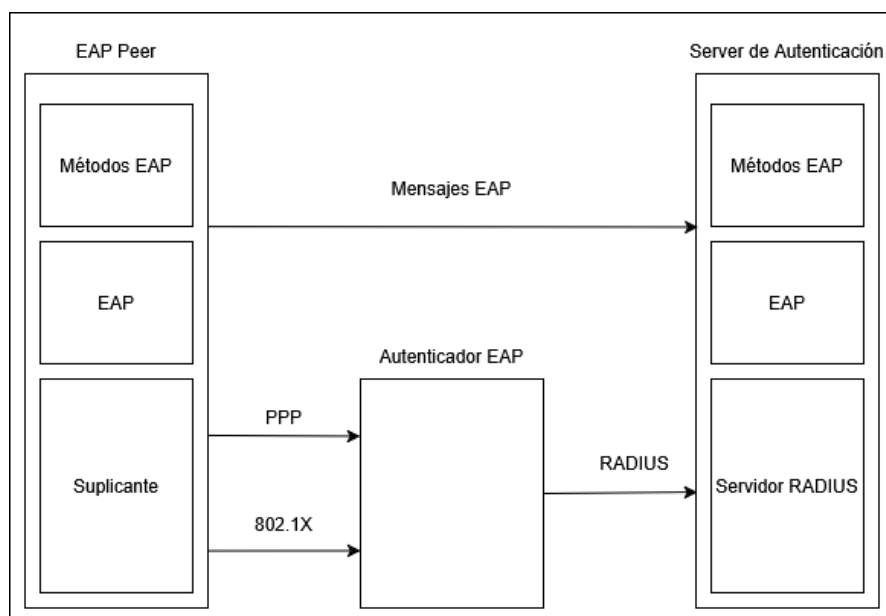 EAP Peer
Server de Autenticación
Métodos EAP
Métodos EAP
Mensajes EAP
EAP
EAP
Autenticador EAP
PPP
RADIUS
Suplicante
Servidor RADIUS
802.1X